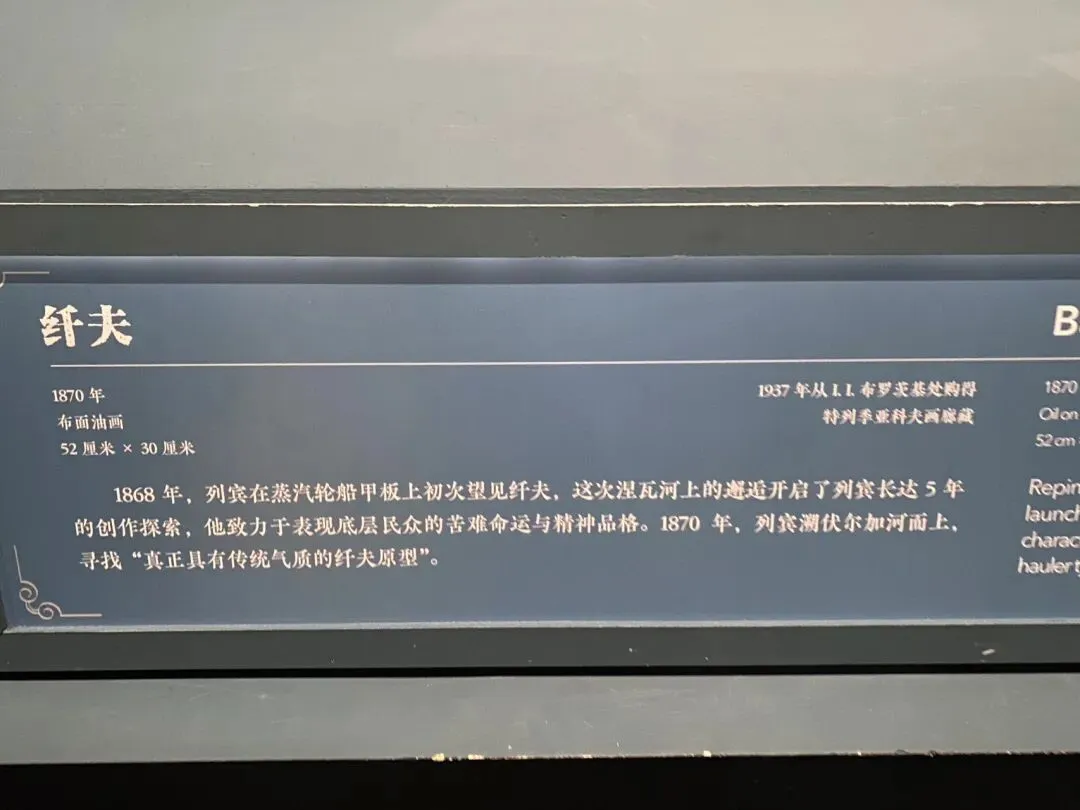 纤夫
1870 年
布面油画
52 厘米 × 30 厘米
1937 年从 I. I. 布罗茨基处购得
特列季亚科夫画廊藏
1868 年，列宾在蒸汽轮船甲板上初次望见纤夫，这次涅瓦河上的邂逅开启了列宾长达 5 年
的创作探索，他致力于表现底层民众的苦难命运与精神品格。1870 年，列宾溯伏尔加河而上，
寻找“真正具有传统气质的纤夫原型”。
B
1870
Oil on
52 cm
Repin
launch
charac
hauler t